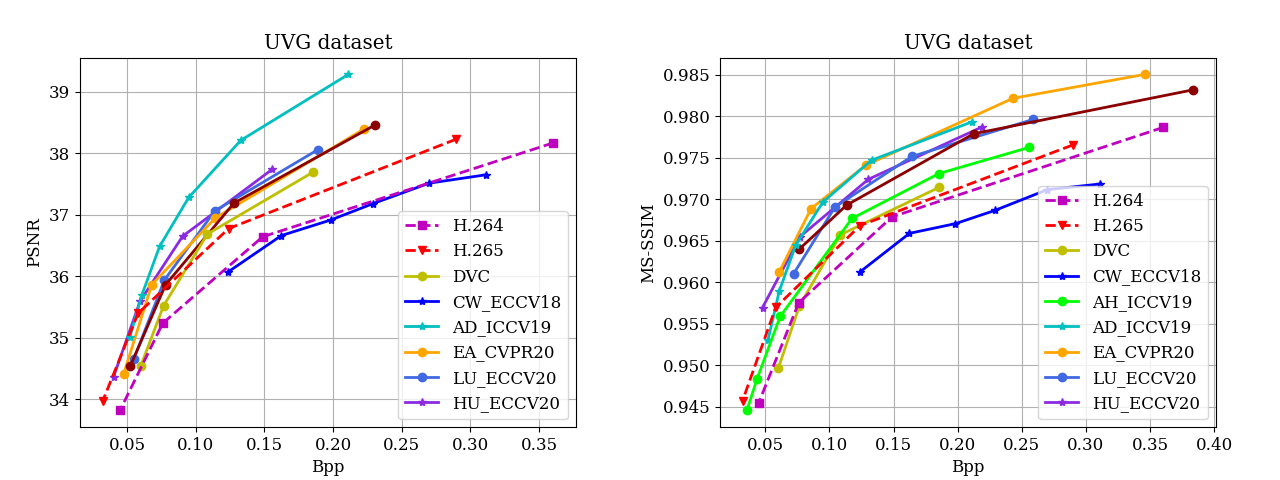 UVG dataset
PSNR
39
38
37
36
35
34
0.05 0.10 0.15 0.20 0.25 0.30 0.35
Bpp
H.264
H.265
DVC
CW_ECCV18
AD_ICCV19
EA_CVPR20
LU_ECCV20
HU_ECCV20
UVG dataset
MS-SSIM
0.985
0.980
0.975
0.970
0.965
0.960
0.955
0.950
0.945
0.05 0.10 0.15 0.20 0.25 0.30 0.35 0.40
Bpp
H.264
H.265
DVC
CW_ECCV18
AH_ICCV19
AD_ICCV19
EA_CVPR20
LU_ECCV20
HU_ECCV20